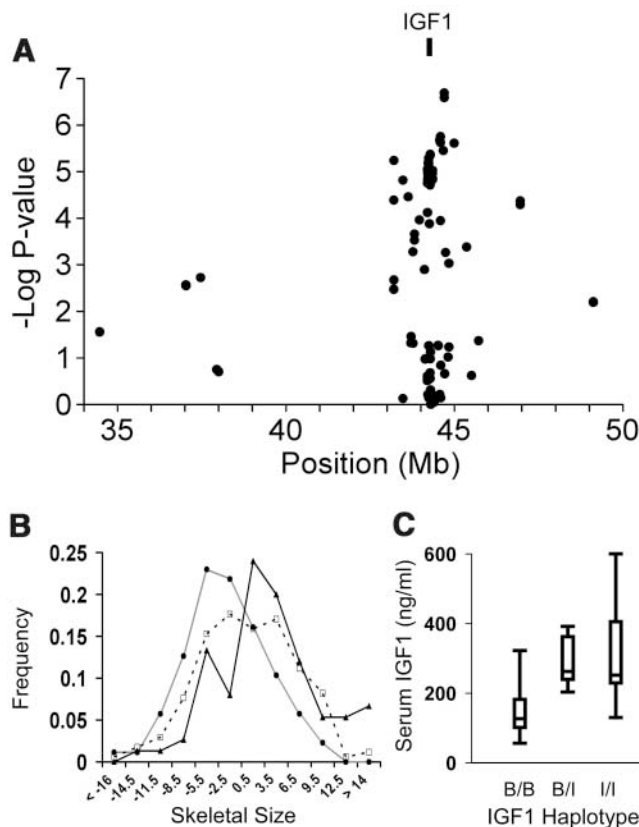 IGF1
A
7
6
5
4
3
2
1
0
-Log P-value
35 40 45 50
Position (Mb)
B
0.25
0.2
0.15
0.1
0.05
0
Frequency
< -16 -14.5 -11.5 -8.5 -5.5 -2.5 0.5 3.5 6.5 9.5 12.5 > 14
Skeletal Size
C
600
400
200
0
Serum IGF1 (ng/ml)
B/B B/I I/I
IGF1 Haplotype